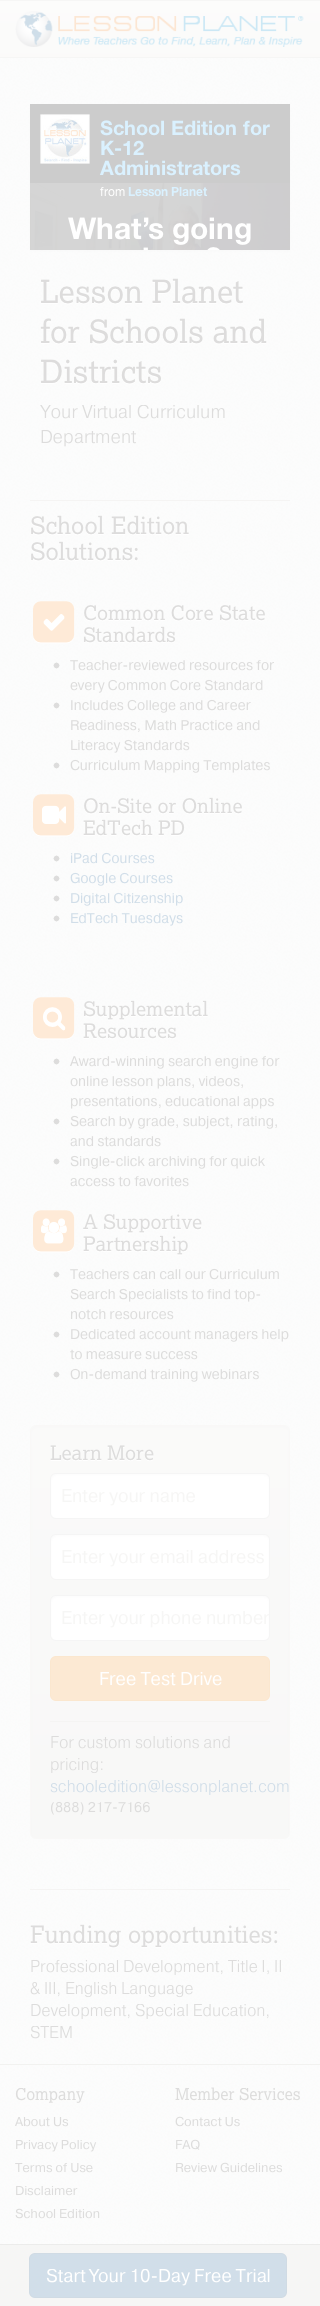 LESSON PLANET®
Where Teachers Go to Find, Learn, Plan & Inspire
LESSON
PLANET
School Edition for
K-12
Administrators
from Lesson Planet
What's going
Lesson Planet
for Schools and
Districts
Your Virtual Curriculum
Department
School Edition
Solutions:
Common Core State
Standards
Teacher-reviewed resources for
every Common Core Standard
Includes College and Career
Readiness, Math Practice and
Literacy Standards
Curriculum Mapping Templates
On-Site or Online
EdTech PD
iPad Courses
Google Courses
Digital Citizenship
EdTech Tuesdays
Supplemental
Resources
Award-winning search engine for
online lesson plans, videos,
presentations, educational apps
Search by grade, subject, rating,
and standards
Single-click archiving for quick
access to favorites
A Supportive
Partnership
Teachers can call our Curriculum
Search Specialists to find top-
notch resources
Dedicated account managers help
to measure success
On-demand training webinars
Learn More
Enter your name
Enter your email address
Enter your phone number
Free Test Drive
For custom solutions and
pricing:
schooledition@lessonplanet.com
(888) 217-7166
Funding opportunities:
Professional Development, Title I, II
& III, English Language
Development, Special Education,
STEM
Company
About Us
Privacy Policy
Terms of Use
Disclaimer
School Edition
Member Services
Contact Us
FAQ
Review Guidelines
Start Your 10-Day Free Trial